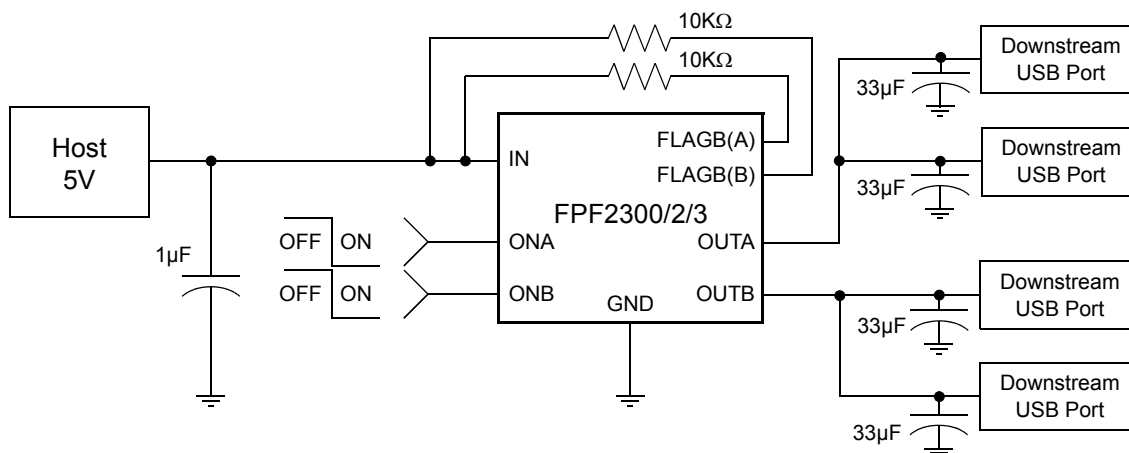 10KΩ
10KΩ
Downstream
USB Port
33µF
Downstream
USB Port
33µF
Host
5V
IN
FLAGB(A)
FLAGB(B)
FPF2300/2/3
OFF ON
ONA
OUTA
OFF ON
ONB
OUTB
GND
1µF
Downstream
USB Port
33µF
Downstream
USB Port
33µF